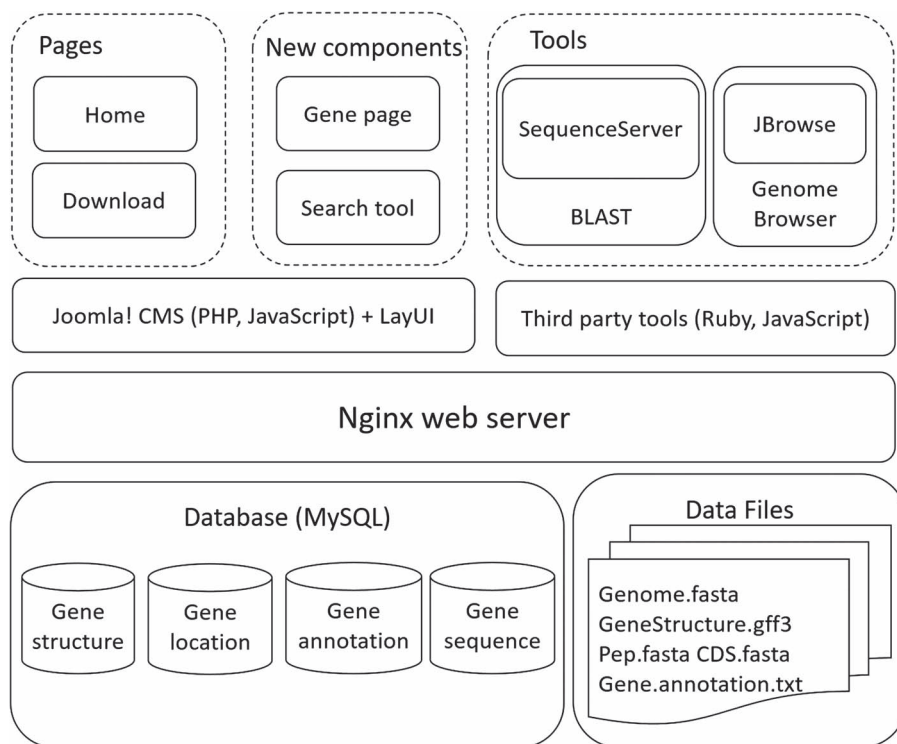 Pages
Home
Download
New components
Gene page
Search tool
Tools
SequenceServer
BLAST
JBrowse
Genome
Browser
Joomla! CMS (PHP, JavaScript) + LayUI
Third party tools (Ruby, JavaScript)
Nginx web server
Database (MySQL)
Gene
structure
Gene
location
Gene
annotation
Gene
sequence
Data Files
Genome.fasta
GeneStructure.gff3
Pep.fasta CDS.fasta
Gene.annotation.txt